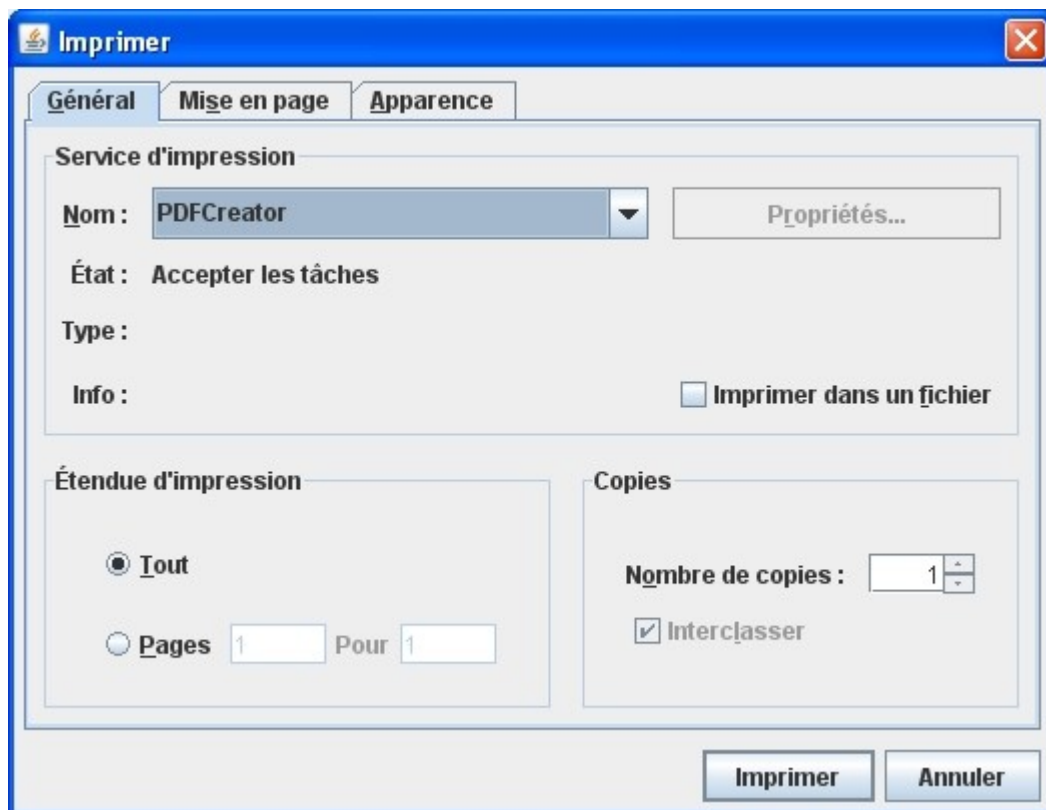 Imprimer
Général Mise en page Apparence
Service d'impression
Nom : PDFCreator Propriétés...
État : Accepter les tâches
Type :
Info : Imprimer dans un fichier
Étendue d'impression Copies
Tout
Nombre de copies : 1
Pages 1 Pour 1
Interclasser
Imprimer Annuler